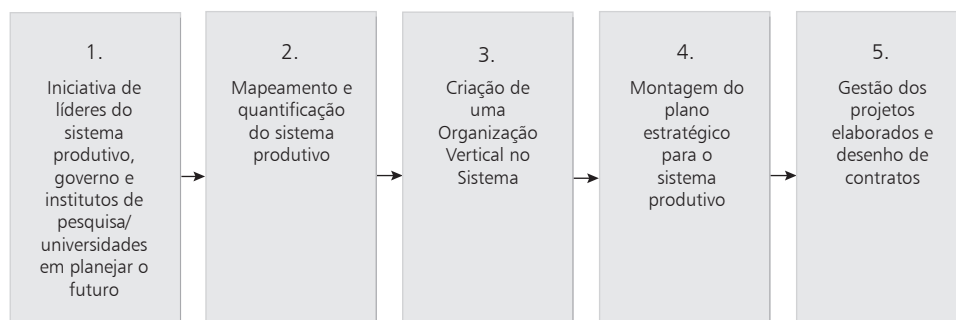 1.
Iniciativa de
líderes do
sistema
produtivo,
governo e
institutos de
pesquisa/
universidades
em planejar o
futuro
2.
Mapeamento e
quantificação
do sistema
produtivo
3.
Criação de
uma
Organização
Vertical no
Sistema
4.
Montagem do
plano
estratégico
para o
sistema
produtivo
5.
Gestão dos
projetos
elaborados e
desenho de
contratos